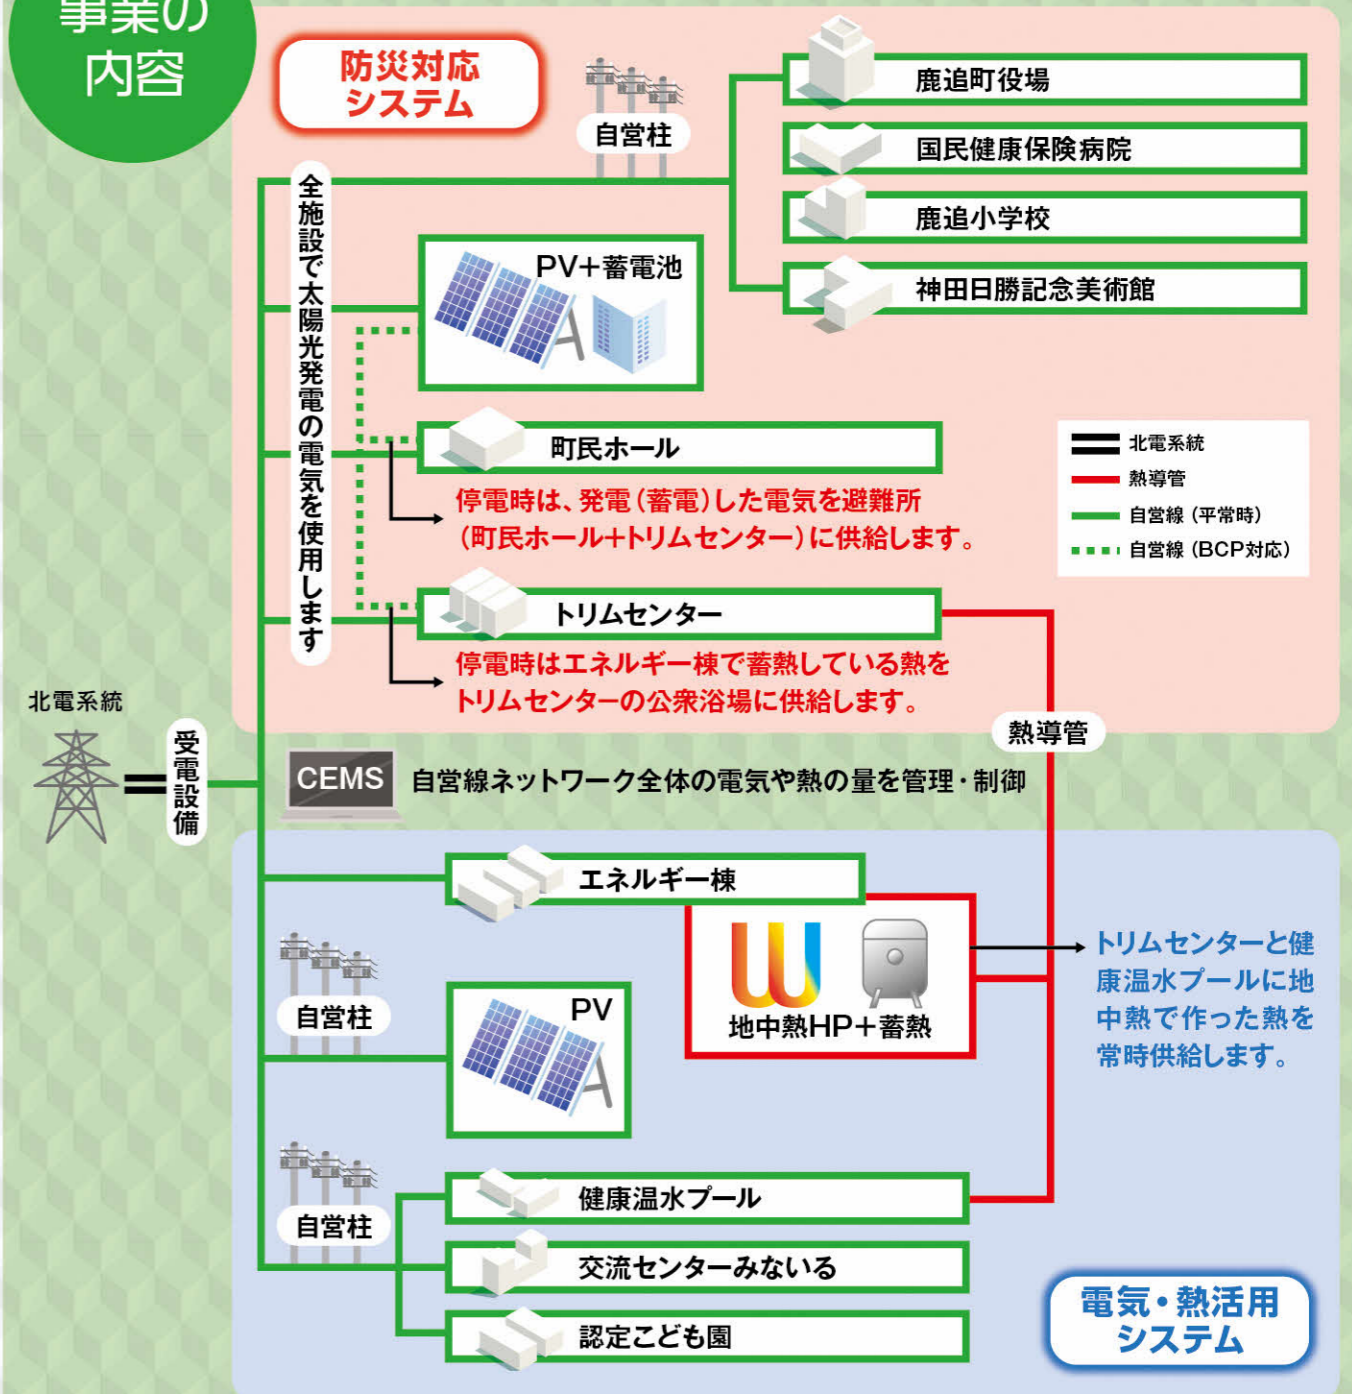 事業の
内容
防災対応
システム
自営柱
鹿追町役場
国民健康保険病院
鹿追小学校
神田日勝記念美術館
全施設で太陽光発電の電気を使用します
PV+蓄電池
町民ホール
停電時は、発電(蓄電)した電気を避難所
(町民ホール+トリムセンター)に供給します。
北電系統
熱導管
自営線(平常時)
自営線(BCP対応)
トリムセンター
停電時はエネルギー棟で蓄熱している熱を
トリムセンターの公衆浴場に供給します。
熱導管
北電系統
受電設備
CEMS
自営線ネットワーク全体の電気や熱の量を管理・制御
エネルギー棟
地中熱HP+蓄熱
トリムセンターと健
康温水プールに地
中熱で作った熱を
常時供給します。
自営柱
PV
自営柱
健康温水プール
交流センターみないる
認定こども園
電気・熱活用
システム